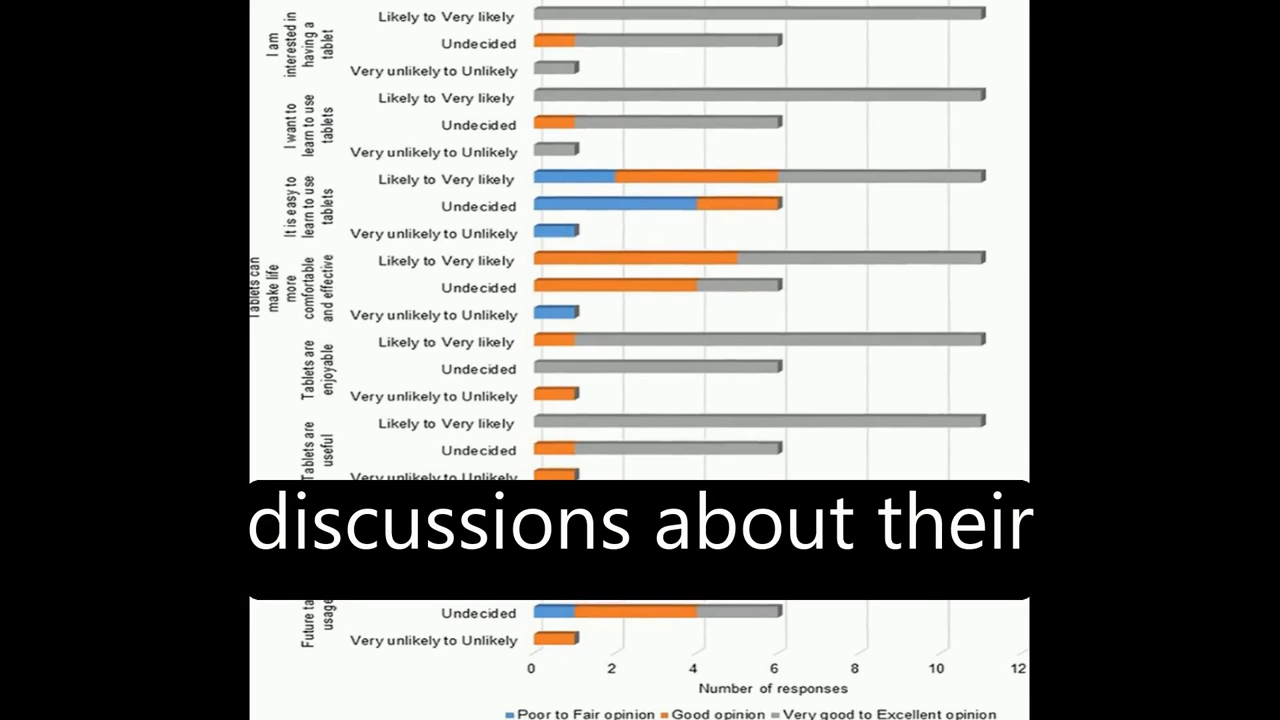 I am
interested in
having a
tablet
Likely to Very likely
Undecided
Very unlikely to Unlikely
I want to
learn to use
tablets
Likely to Very likely
Undecided
Very unlikely to Unlikely
It is easy to
learn to use
tablets
Likely to Very likely
Undecided
Very unlikely to Unlikely
Tablets can
make life
more
comfortable
and effective
Likely to Very likely
Undecided
Very unlikely to Unlikely
Tablets are
enjoyable
Likely to Very likely
Undecided
Very unlikely to Unlikely
Tablets are
useful
Likely to Very likely
Undecided
Very unlikely to Unlikely
discussions about their
Future
Undecided
Very unlikely to Unlikely
0 2 4 6 8 10 12
Number of responses
Poor to Fair opinion Good opinion Very good to Excellent opinion